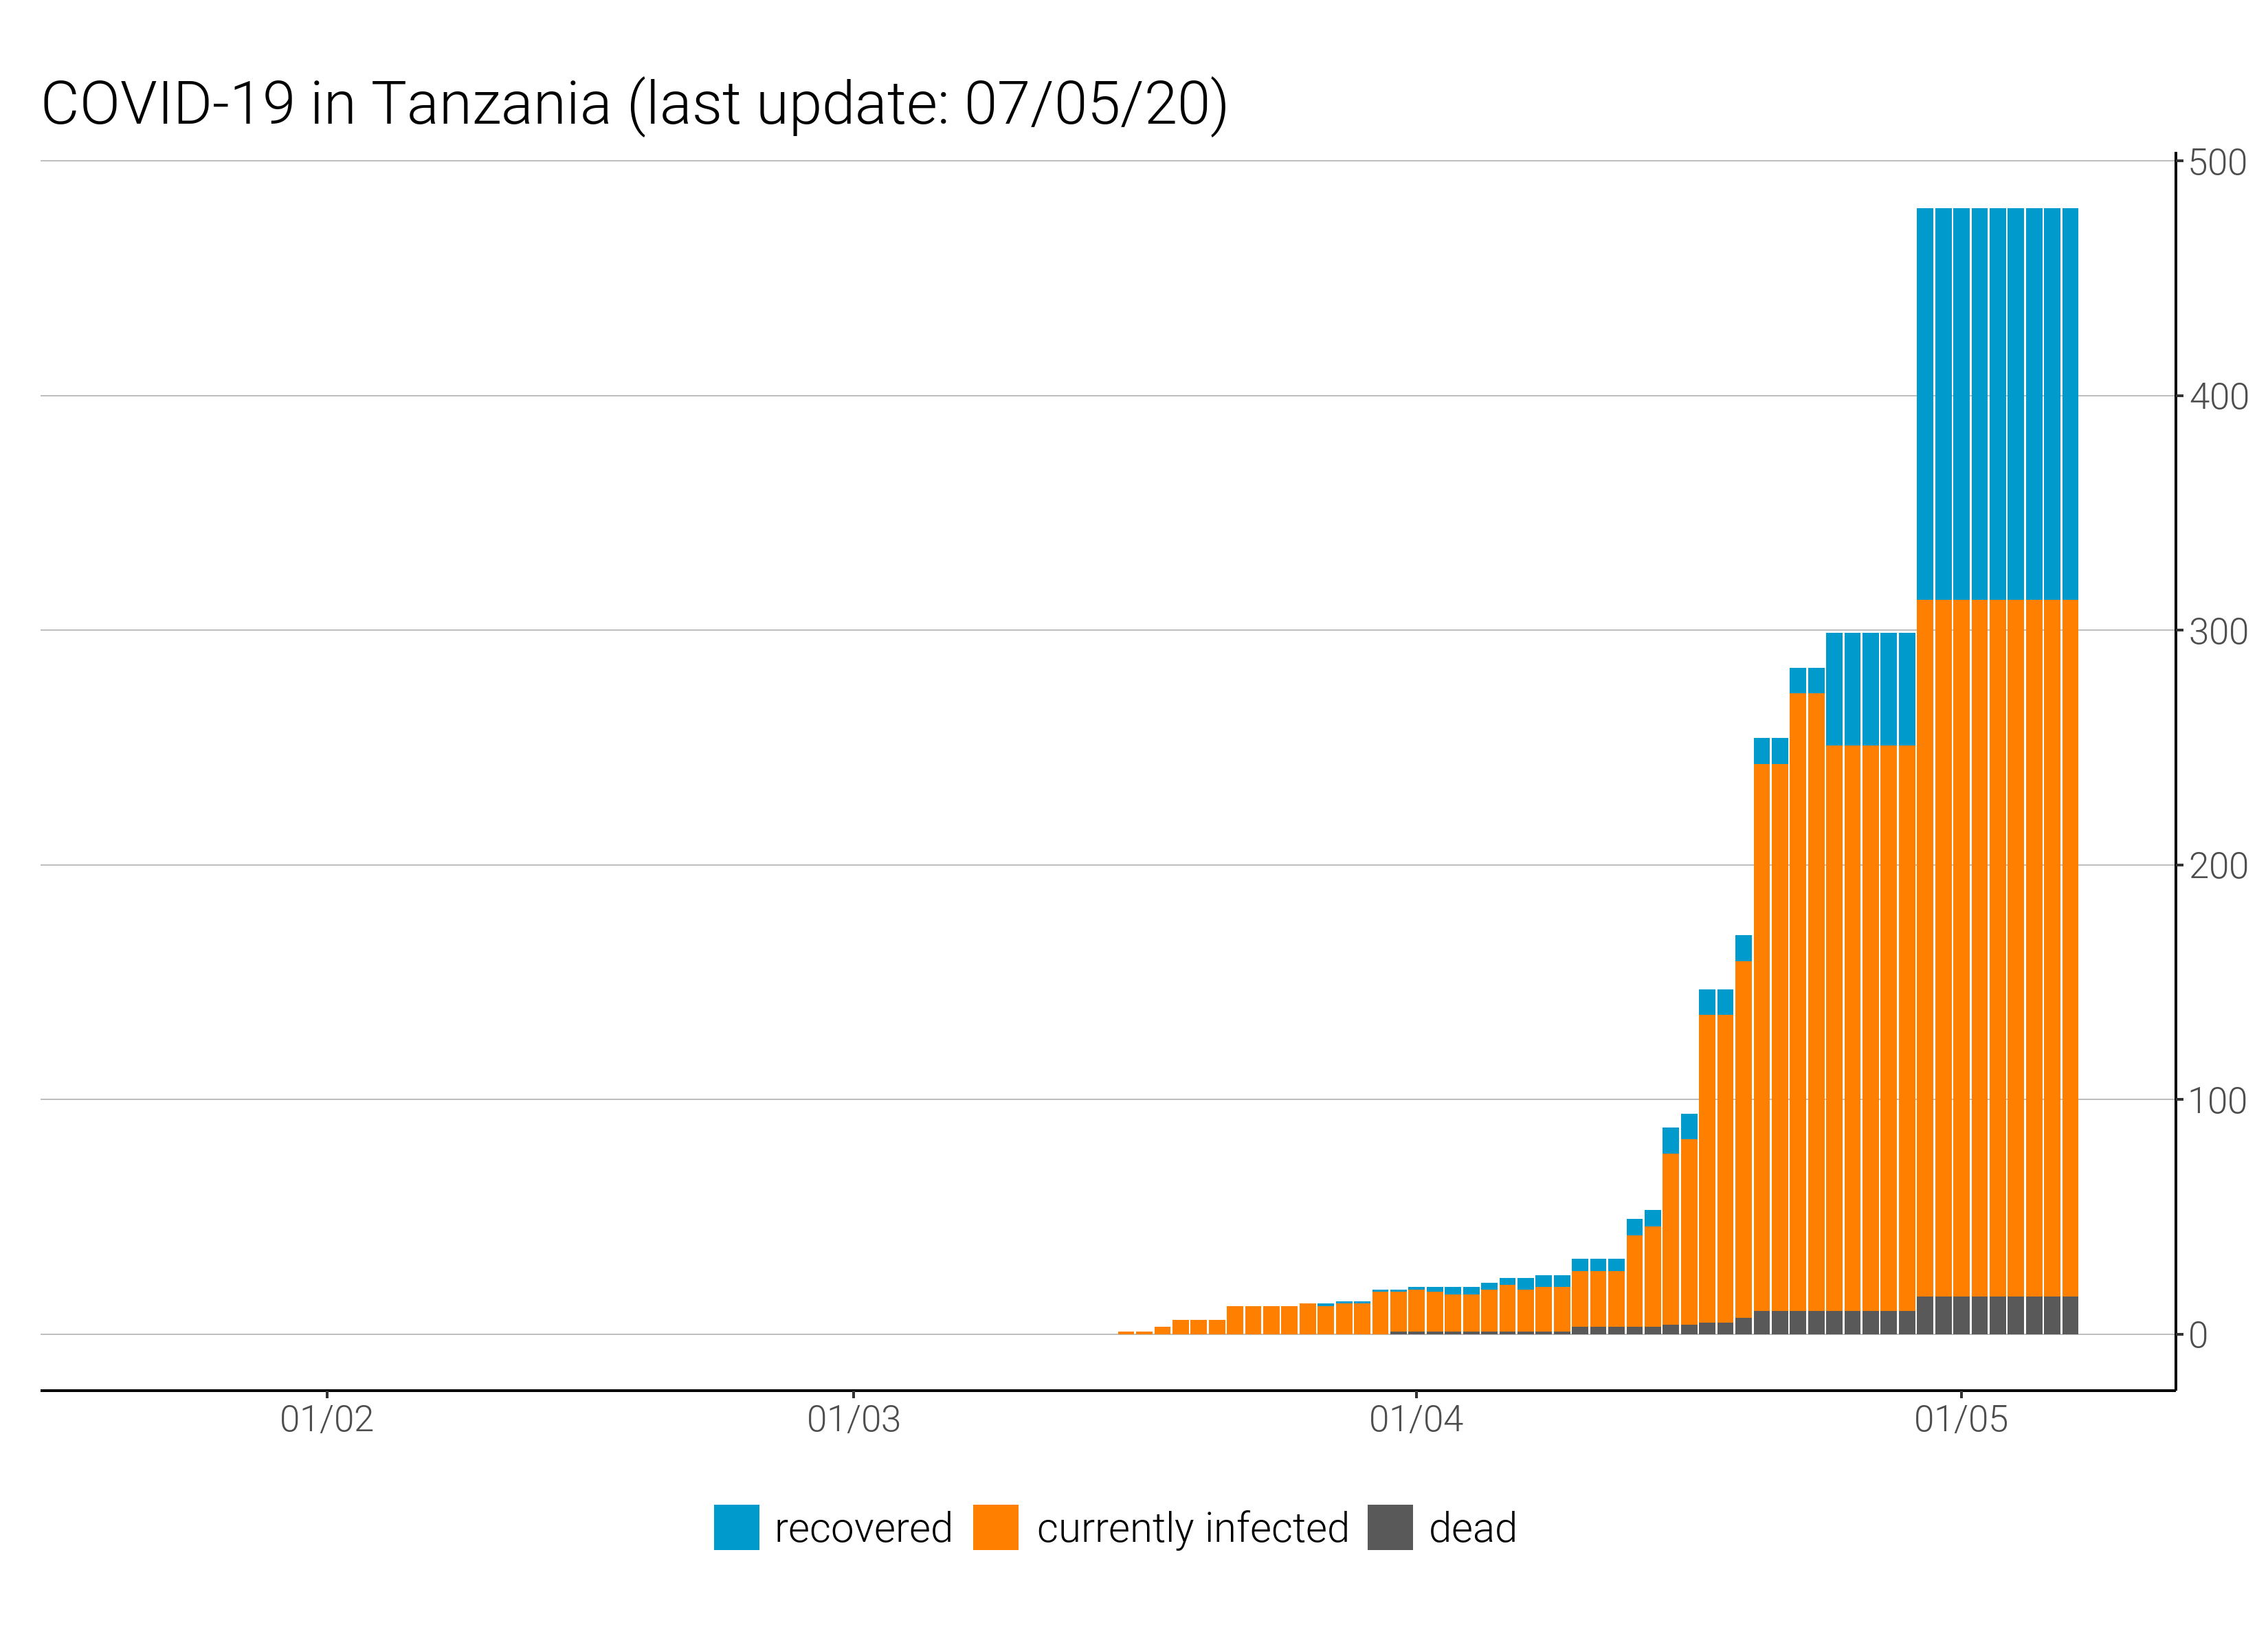 COVID-19 in Tanzania (last update: 07/05/20)
500
400
300
200
100
0
01/02 01/03 01/04 01/05
recovered currently infected dead